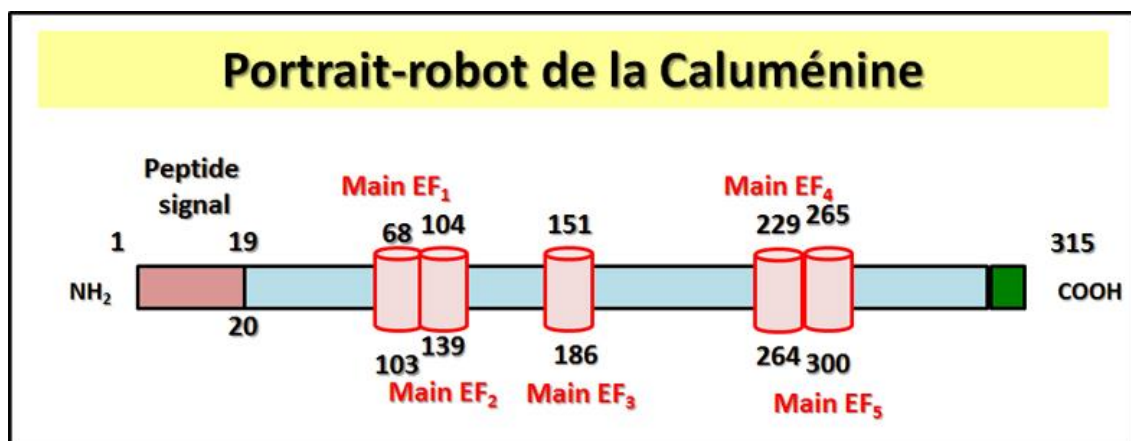 Portrait-robot de la Caluménine
Peptide
signal
Main EF₁
Main EF₄
1
19
68
104
151
229
265
315
NH₂
COOH
20
103
139
186
264
300
Main EF₂
Main EF₃
Main EF₅